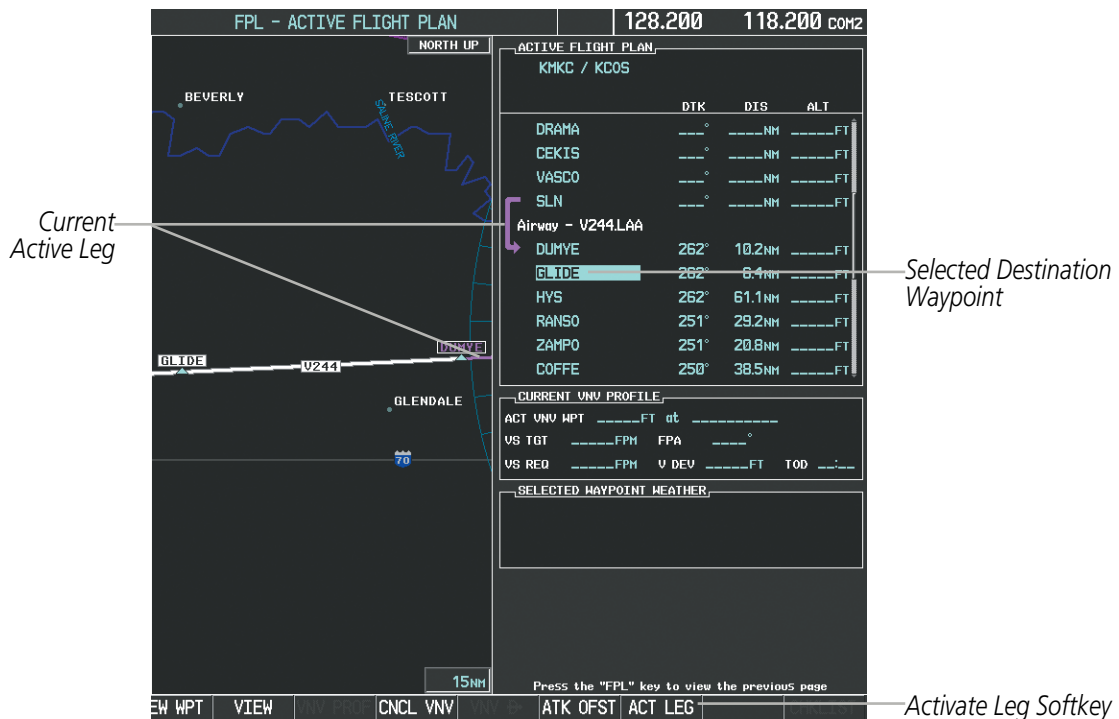 FPL - ACTIVE FLIGHT PLAN
128.200 118.200 COM2
NORTH UP
BEVERLY
TESCOTT
SALINE RIVER
DUMYE
GLIDE
V244
GLENDALE
70
15NM
ACTIVE FLIGHT PLAN
KMKC / KCOS
DTK DIS ALT
DRAMA ___° ____NM _____FT
CEKIS ___° ____NM _____FT
VASCO ___° ____NM _____FT
SLN ___° ____NM _____FT
Airway - V244.LAA
DUMYE 262° 10.2NM _____FT
GLIDE 262° 6.4NM _____FT
HYS 262° 61.1NM _____FT
RANSO 251° 29.2NM _____FT
ZAMPO 251° 20.8NM _____FT
COFFE 250° 38.5NM _____FT
CURRENT VNV PROFILE
ACT VNV WPT _____FT at __________
VS TGT _____FPM FPA ____°
VS REQ _____FPM V DEV _____FT TOD __:__
SELECTED WAYPOINT WEATHER
Press the "FPL" key to view the previous page
EW WPT VIEW VNV PROF CNCL VNV VNV D ATK OFST ACT LEG CHKLIST
Current
Active Leg
Selected Destination
Waypoint
Activate Leg Softkey